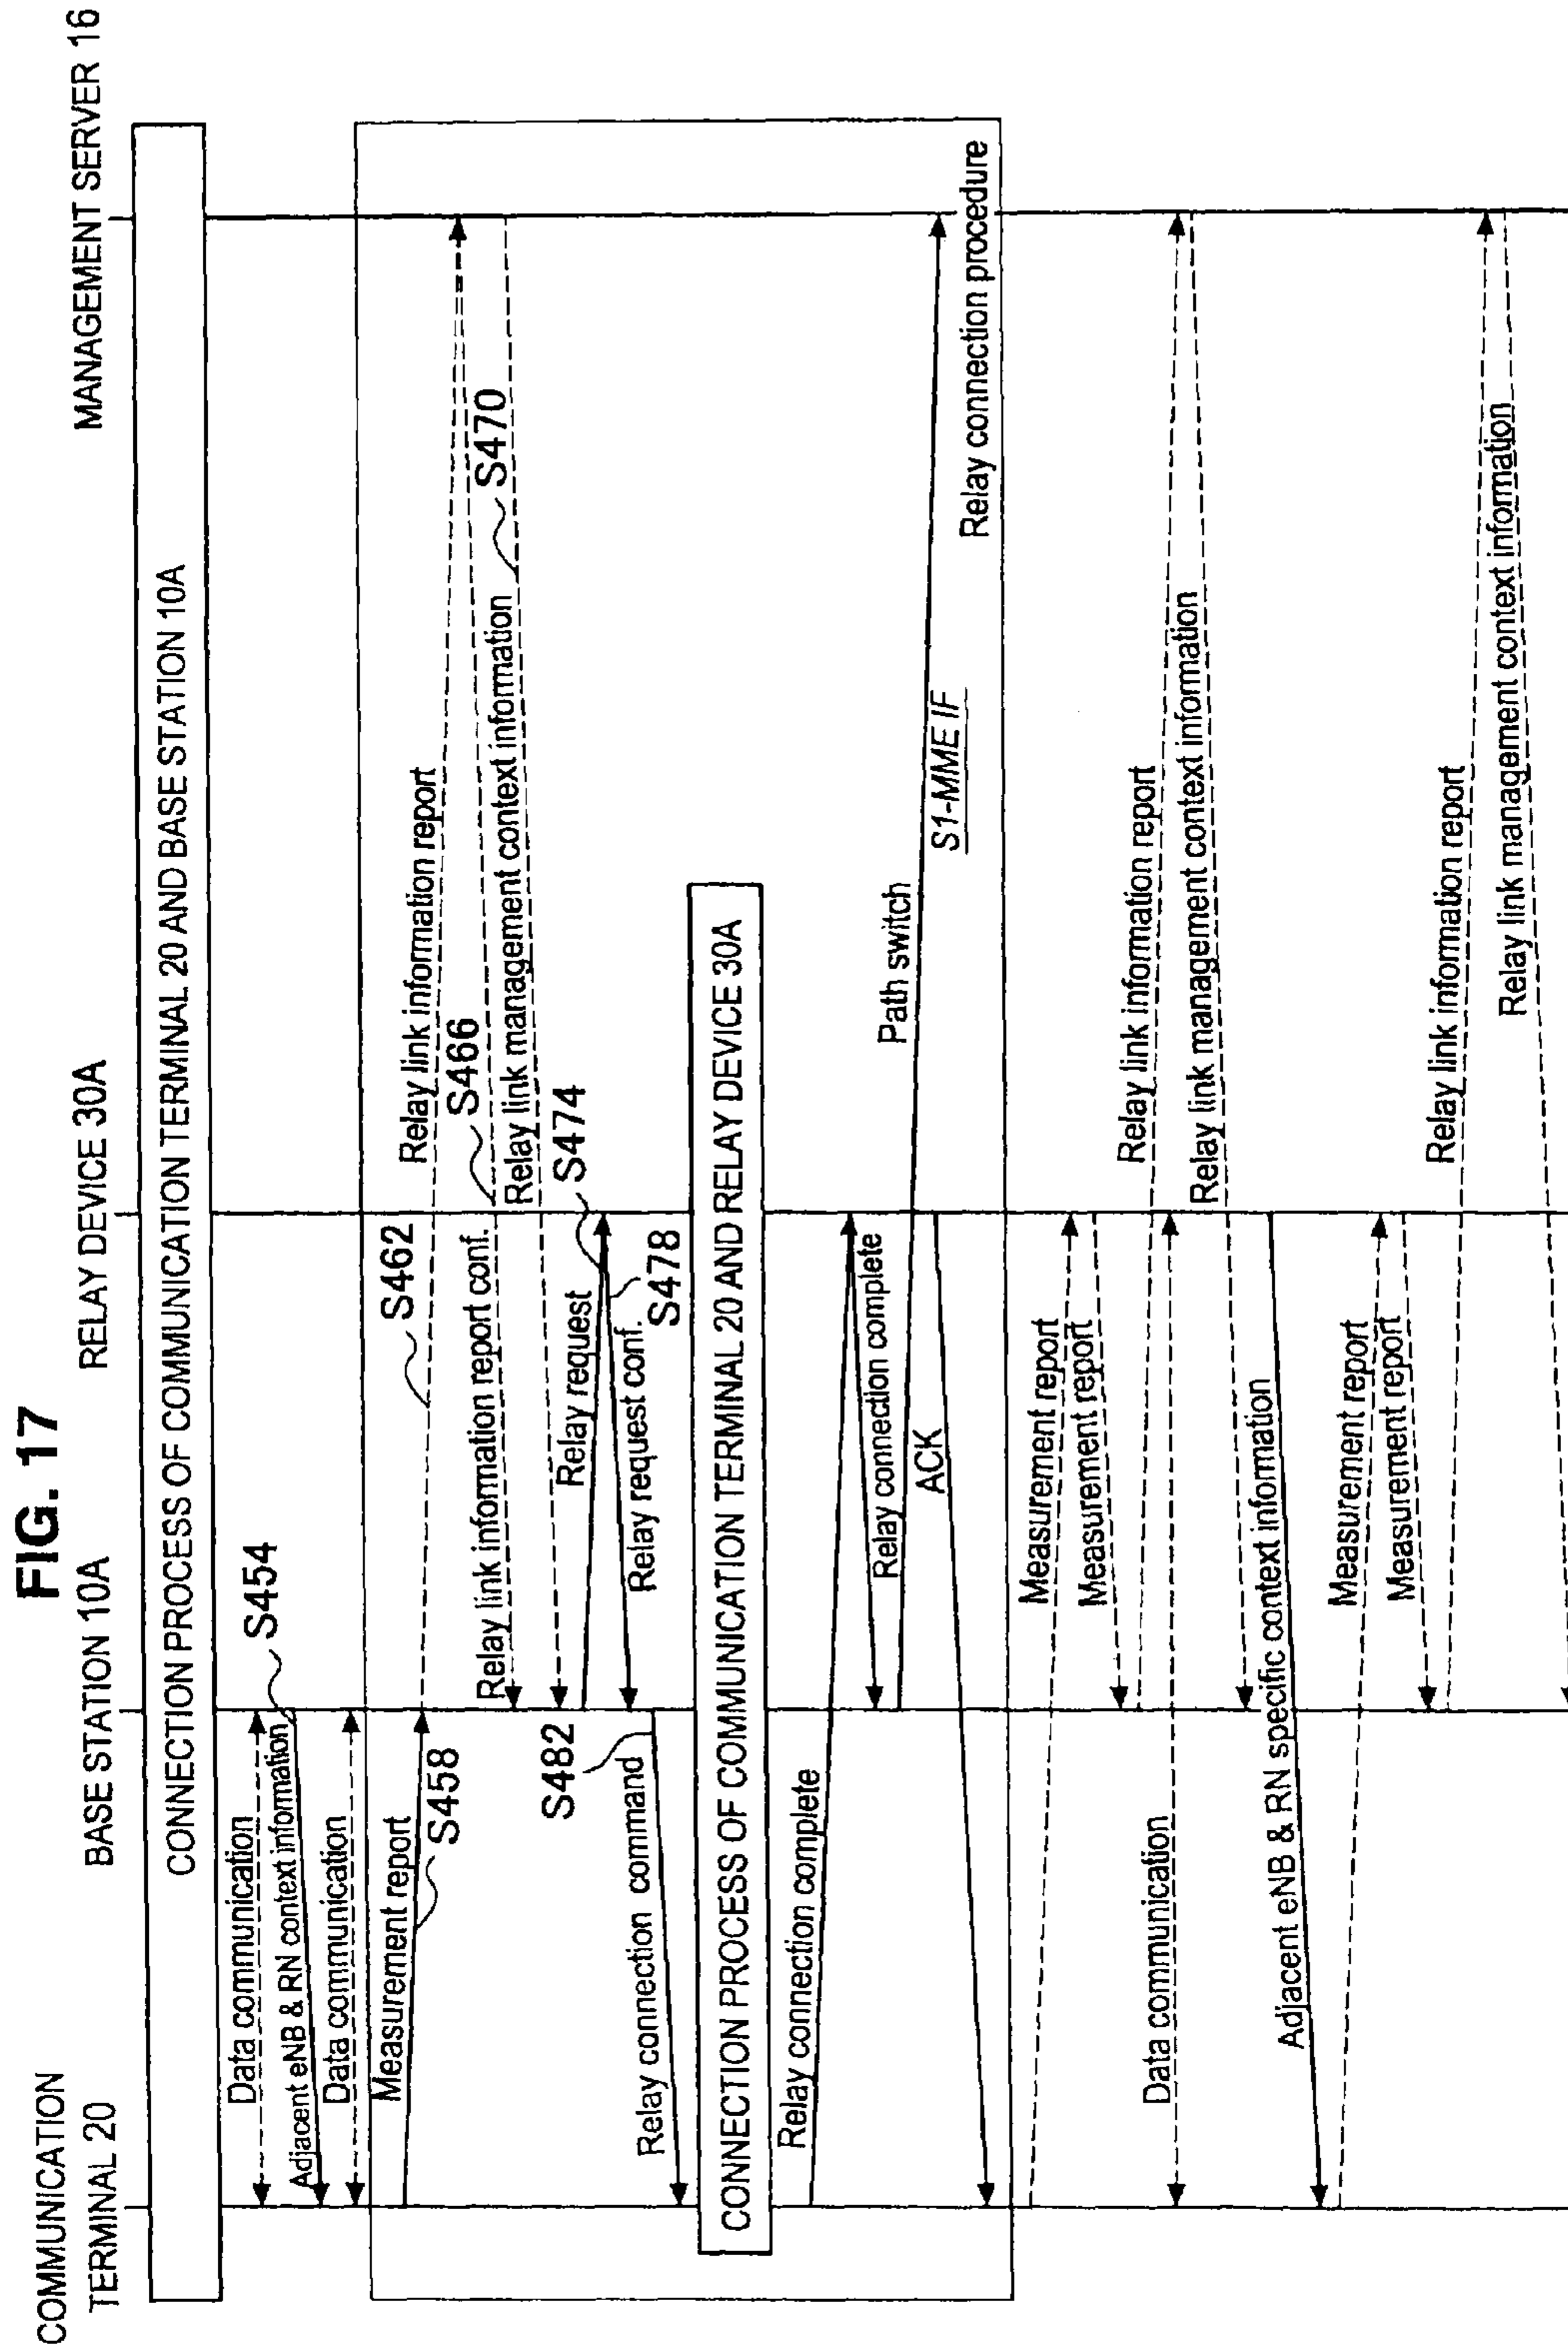 FIG. 17
COMMUNICATION
TERMINAL 20
BASE STATION 10A
RELAY DEVICE 30A
MANAGEMENT SERVER 16
CONNECTION PROCESS OF COMMUNICATION TERMINAL 20 AND BASE STATION 10A
Data communication
S454
Adjacent eNB & RN context information
Data communication
Measurement report
S458
S462
Relay link information report
S466
Relay link information report conf.
S470
Relay link management context information
S474
Relay request
Relay request conf.
S478
S482
Relay connection command
CONNECTION PROCESS OF COMMUNICATION TERMINAL 20 AND RELAY DEVICE 30A
Relay connection complete
Relay connection complete
Path switch
S1-MME IF
ACK
Relay connection procedure
Measurement report
Measurement report
Relay link information report
Data communication
Relay link management context information
Adjacent eNB & RN specific context information
Measurement report
Measurement report
Relay link information report
Relay link management context information